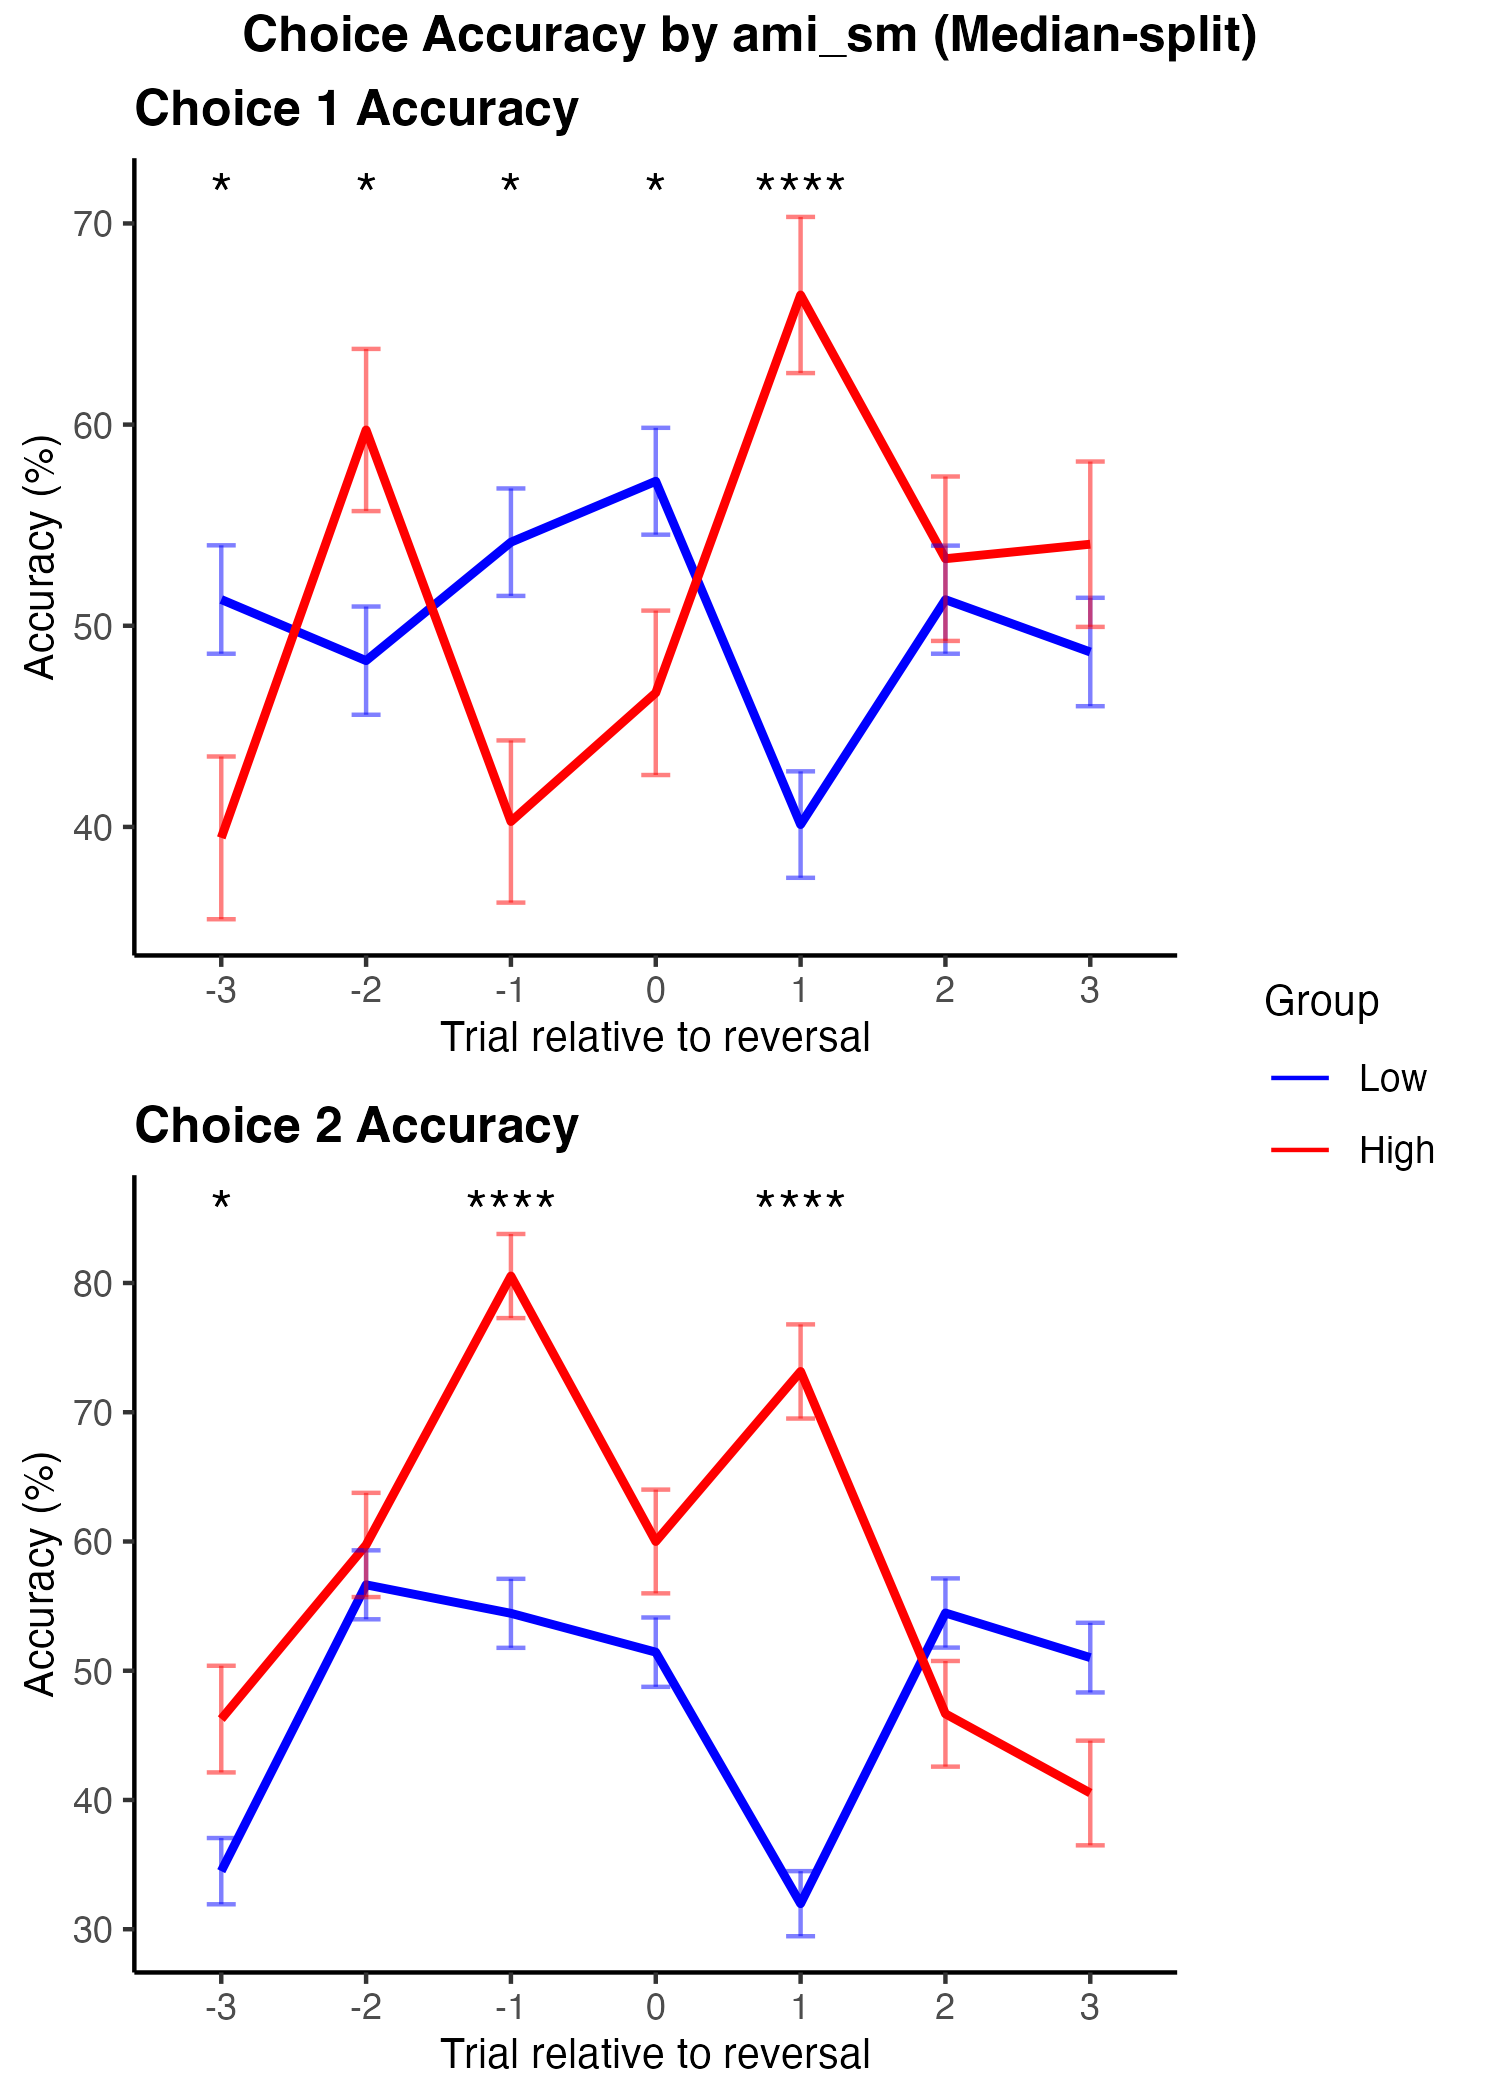 Choice Accuracy by ami_sm (Median-split)
Choice 1 Accuracy
* * * * ****
70
60
50
40
Accuracy (%)
-3 -2 -1 0 1 2 3
Trial relative to reversal
Group
Low
High
Choice 2 Accuracy
* **** ****
80
70
60
50
40
30
Accuracy (%)
-3 -2 -1 0 1 2 3
Trial relative to reversal